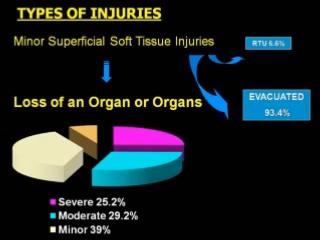 TYPES OF INJURIES
Minor Superficial Soft Tissue Injuries
RTU 6.6%
Loss of an Organ or Organs
EVACUATED
93.4%
Severe 25.2%
Moderate 29.2%
Minor 39%